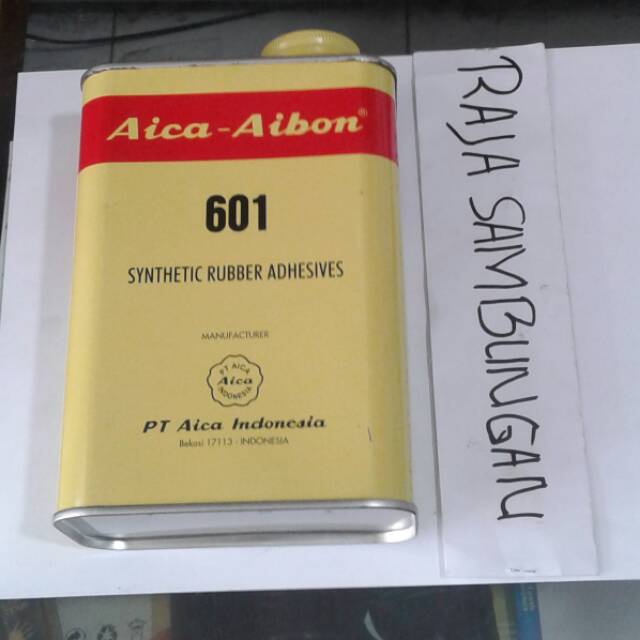 Aica-Aibon®
601
SYNTHETIC RUBBER ADHESIVES
MANUFACTURER
PT AICA
Aica
INDONESIA
PT Aica Indonesia
Bekasi 17113 - INDONESIA
RAJA SAMBUNGAN